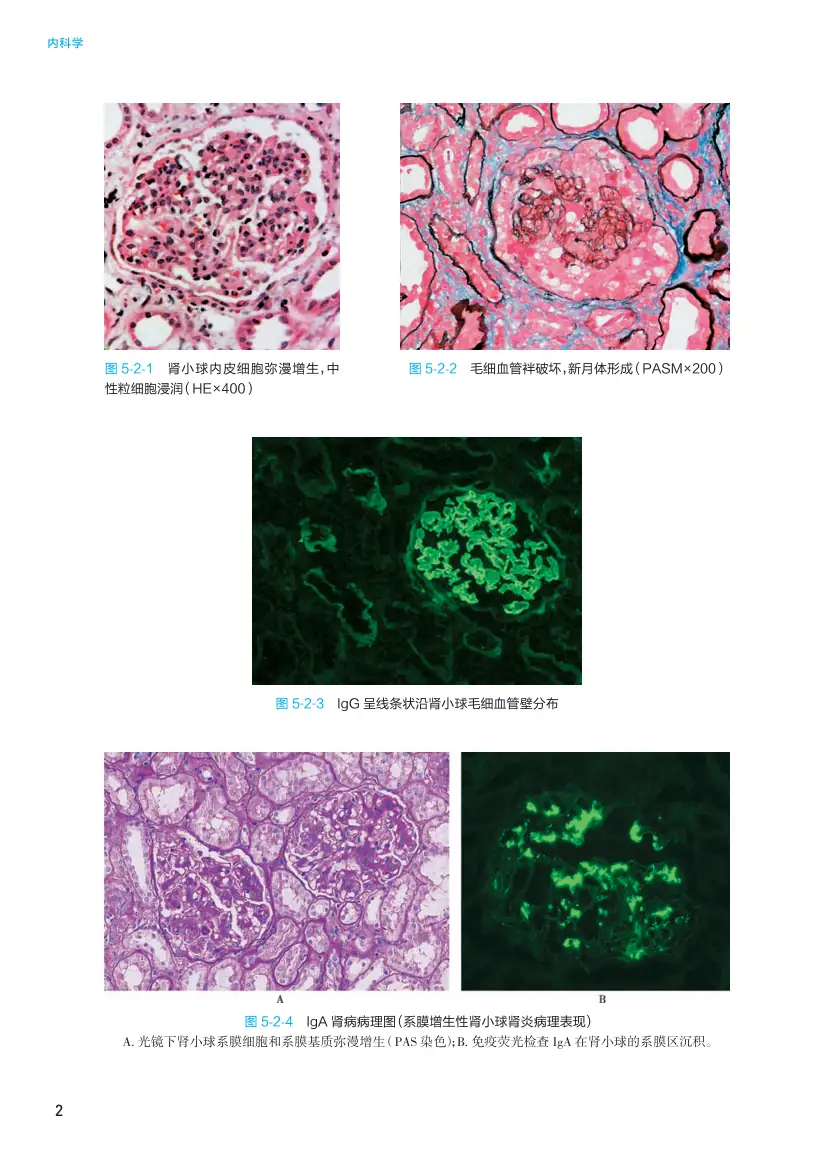 内科学
图 5-2-1 肾小球内皮细胞弥漫增生，中
性粒细胞浸润（HE×400）
图 5-2-2 毛细血管袢破坏，新月体形成（PASM×200）
图 5-2-3 IgG 呈线条状沿肾小球毛细血管壁分布
A
B
图 5-2-4 IgA 肾病病理图（系膜增生性肾小球肾炎病理表现）
A. 光镜下肾小球系膜细胞和系膜基质弥漫增生（PAS 染色）；B. 免疫荧光检查 IgA 在肾小球的系膜区沉积。
2